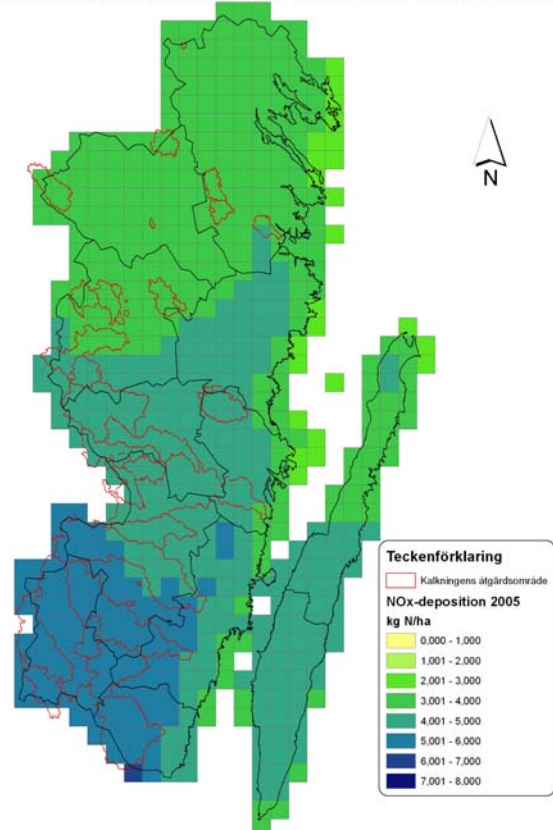 N
Teckenförklaring
Kalkningens åtgärdsområde
NOx-deposition 2005
kg N/ha
0,000 - 1,000
1,001 - 2,000
2,001 - 3,000
3,001 - 4,000
4,001 - 5,000
5,001 - 6,000
6,001 - 7,000
7,001 - 8,000